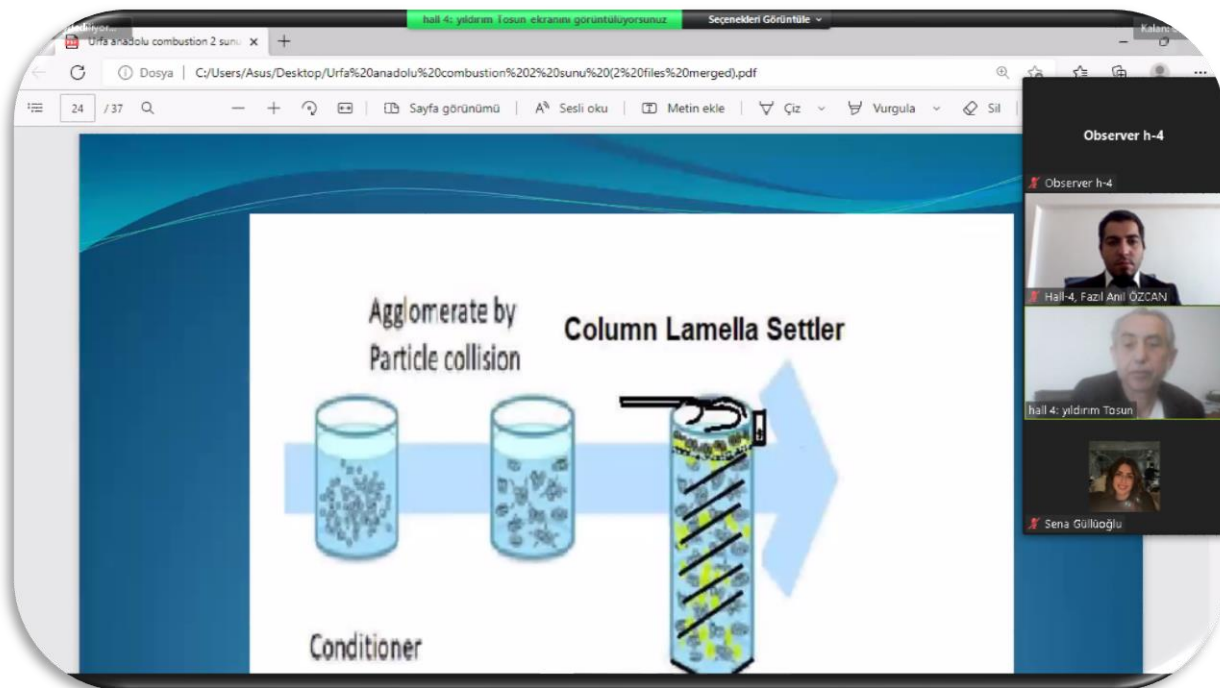 hall 4: yıldırım Tosun ekranını görüntülüyorsunuz
Seçenekleri Görüntüle
Urfa anadolu combustion 2 sunu
Dosya
C:/Users/Asus/Desktop/Urfa%20anadolu%20combustion%202%20sunu%20(2%20files%20merged).pdf
24 / 37
Sayfa görünümü
Sesli oku
Metin ekle
Çiz
Vurgula
Sil
Observer h-4
Observer h-4
Hall-4, Fazıl Anıl ÖZCAN
hall 4: yıldırım Tosun
Sena Güllüoğlu
Agglomerate by
Particle collision
Column Lamella Settler
Conditioner